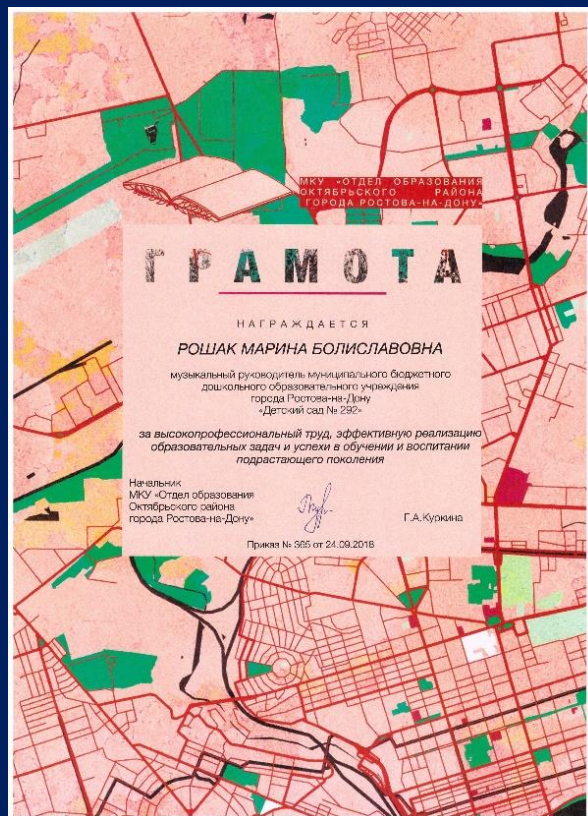 МКУ «ОТДЕЛ ОБРАЗОВАНИЯ
ОКТЯБРЬСКОГО РАЙОНА
ГОРОДА РОСТОВА-НА-ДОНУ»
ГРАМОТА
НАГРАЖДАЕТСЯ
РОШАК МАРИНА БОЛИСЛАВОВНА
музыкальный руководитель муниципального бюджетного
дошкольного образовательного учреждения
города Ростова-на-Дону
«Детский сад № 292»
за высокопрофессиональный труд, эффективную реализацию
образовательных задач и успехи в обучении и воспитании
подрастающего поколения
Начальник
МКУ «Отдел образования
Октябрьского района
города Ростова-на-Дону»
Г.А.Куркина
Приказ № 365 от 24.09.2018